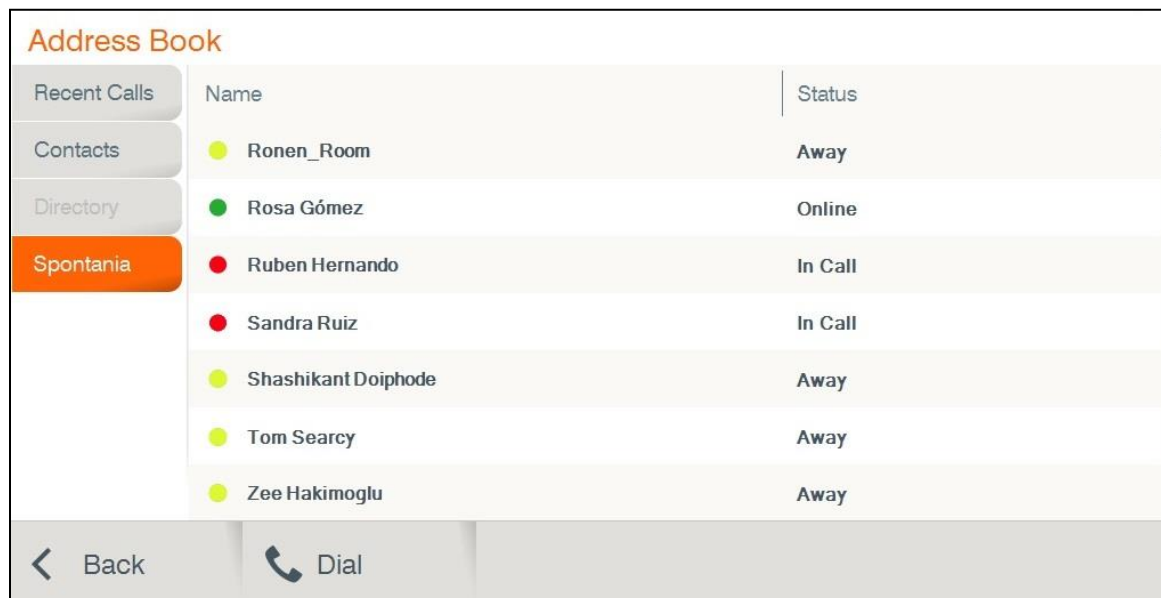 Address Book
Recent Calls
Contacts
Directory
Spontania
Name Status
Ronen_Room Away
Rosa Gómez Online
Ruben Hernando In Call
Sandra Ruiz In Call
Shashikant Doiphode Away
Tom Searcy Away
Zee Hakimoglu Away
Back Dial